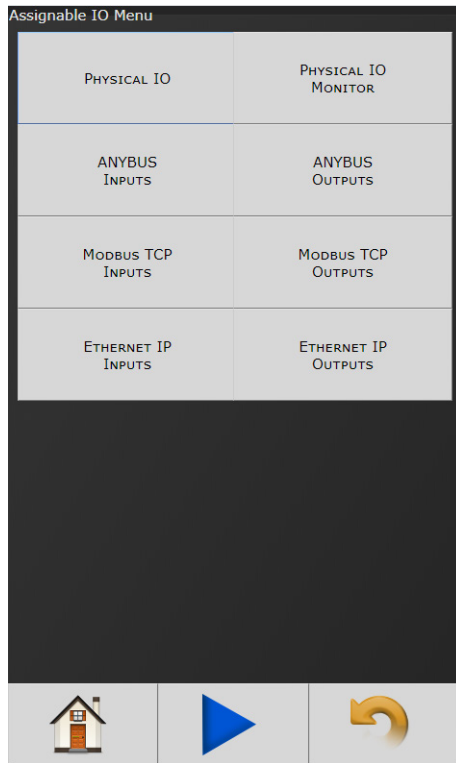 Assignable IO Menu
Physical IO
Physical IO
Monitor
ANYBUS
Inputs
ANYBUS
Outputs
Modbus TCP
Inputs
Modbus TCP
Outputs
Ethernet IP
Inputs
Ethernet IP
Outputs